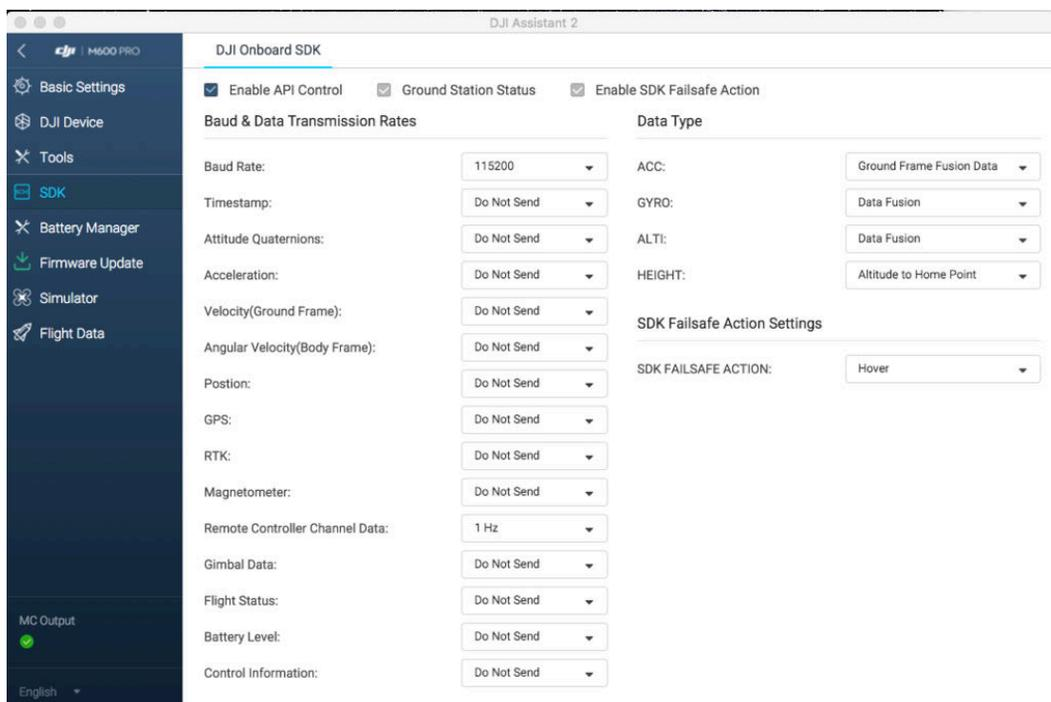 DJI Assistant 2
dji M600 PRO
Basic Settings
DJI Device
Tools
SDK
Battery Manager
Firmware Update
Simulator
Flight Data
MC Output
English
DJI Onboard SDK
Enable API Control Ground Station Status Enable SDK Failsafe Action
Baud & Data Transmission Rates
Baud Rate: 115200
Timestamp: Do Not Send
Attitude Quaternions: Do Not Send
Acceleration: Do Not Send
Velocity(Ground Frame): Do Not Send
Angular Velocity(Body Frame): Do Not Send
Postion: Do Not Send
GPS: Do Not Send
RTK: Do Not Send
Magnetometer: Do Not Send
Remote Controller Channel Data: 1 Hz
Gimbal Data: Do Not Send
Flight Status: Do Not Send
Battery Level: Do Not Send
Control Information: Do Not Send
Data Type
ACC: Ground Frame Fusion Data
GYRO: Data Fusion
ALTI: Data Fusion
HEIGHT: Altitude to Home Point
SDK Failsafe Action Settings
SDK FAILSAFE ACTION: Hover